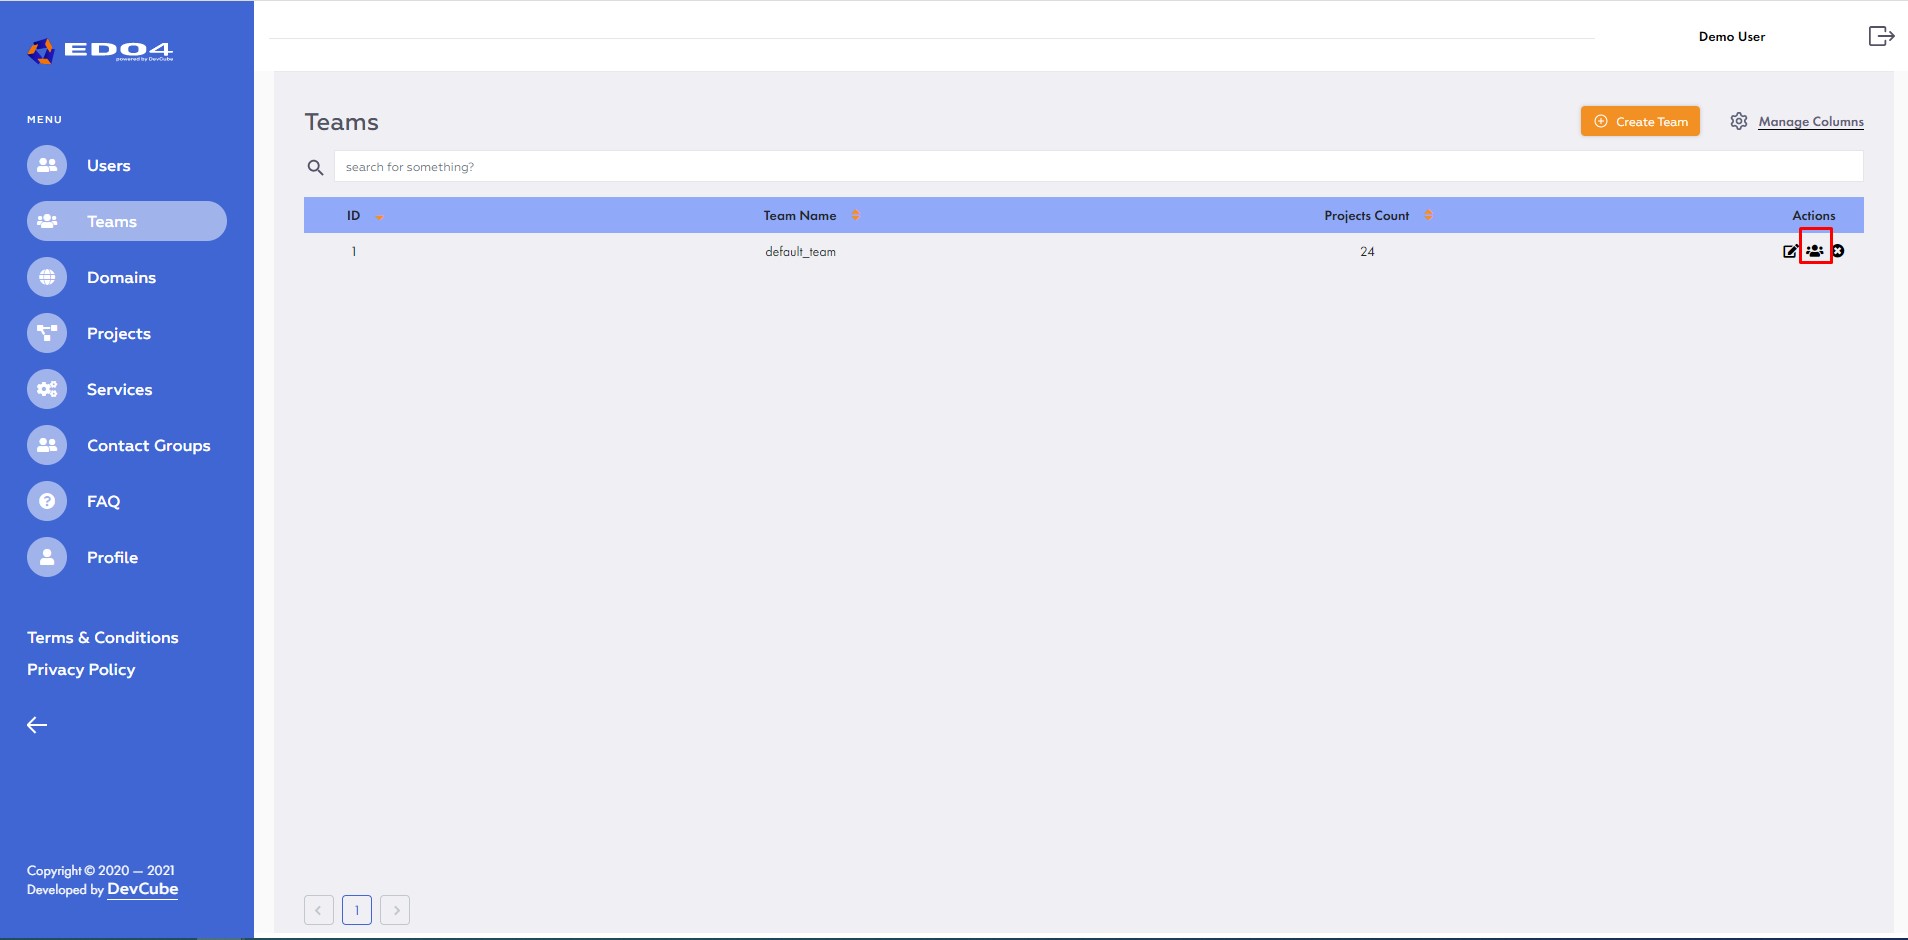 EDO4
powered by DevCube
Demo User
MENU
Users
Teams
Domains
Projects
Services
Contact Groups
FAQ
Profile
Terms & Conditions
Privacy Policy
Copyright © 2020 — 2021
Developed by DevCube
Teams
Create Team
Manage Columns
search for something?
ID Team Name Projects Count Actions
1 default_team 24
1